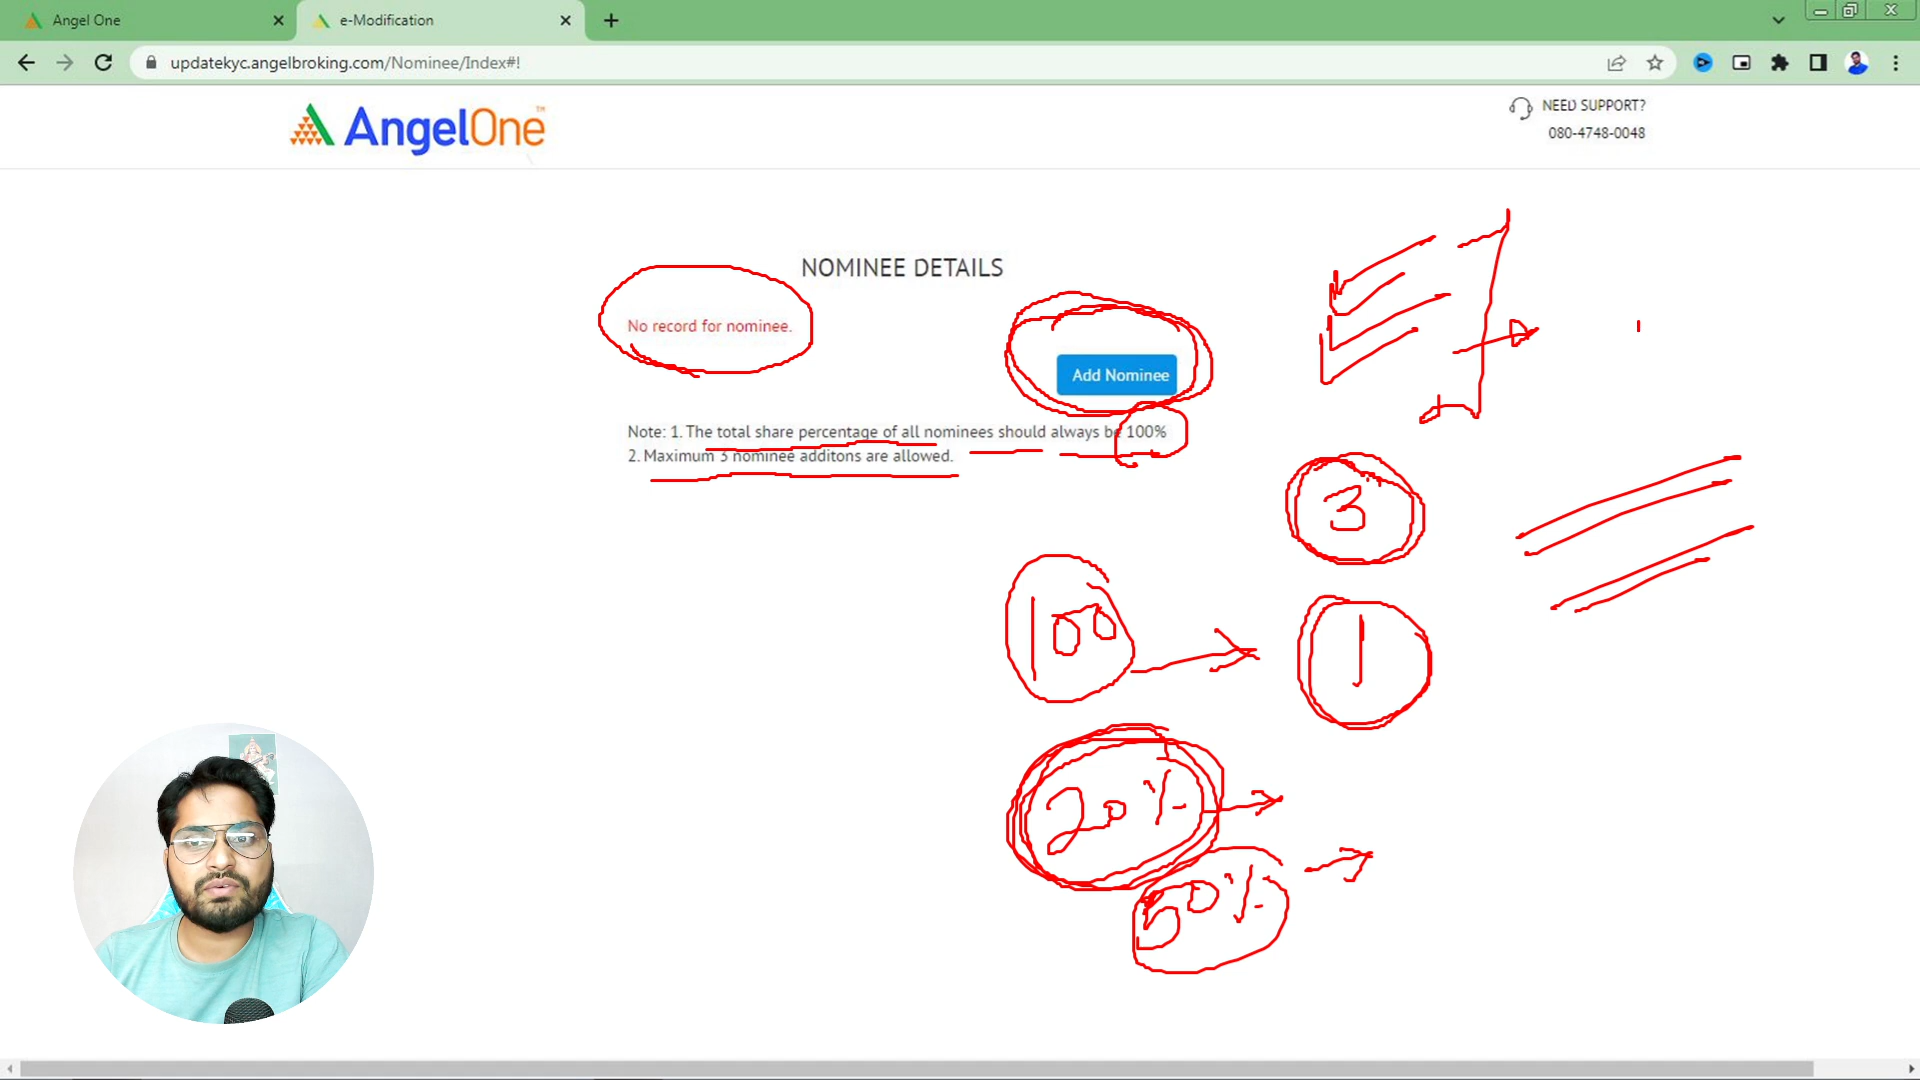 Angel One
e-Modification
updatekyc.angelbroking.com/Nominee/Index#!
AngelOne™
NEED SUPPORT?
080-4748-0048
NOMINEE DETAILS
No record for nominee.
Add Nominee
Note: 1. The total share percentage of all nominees should always be 100%
2. Maximum 3 nominee additons are allowed.
3
100
1
20%
50%